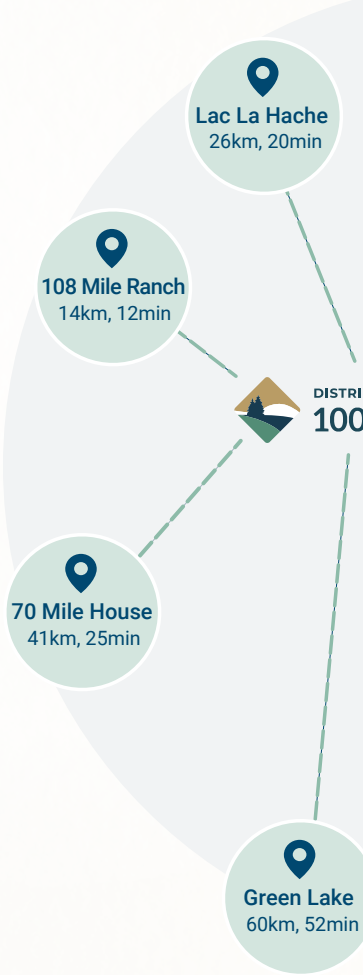 Lac La Hache
26km, 20min
108 Mile Ranch
14km, 12min
DISTRI
100
70 Mile House
41km, 25min
Green Lake
60km, 52min